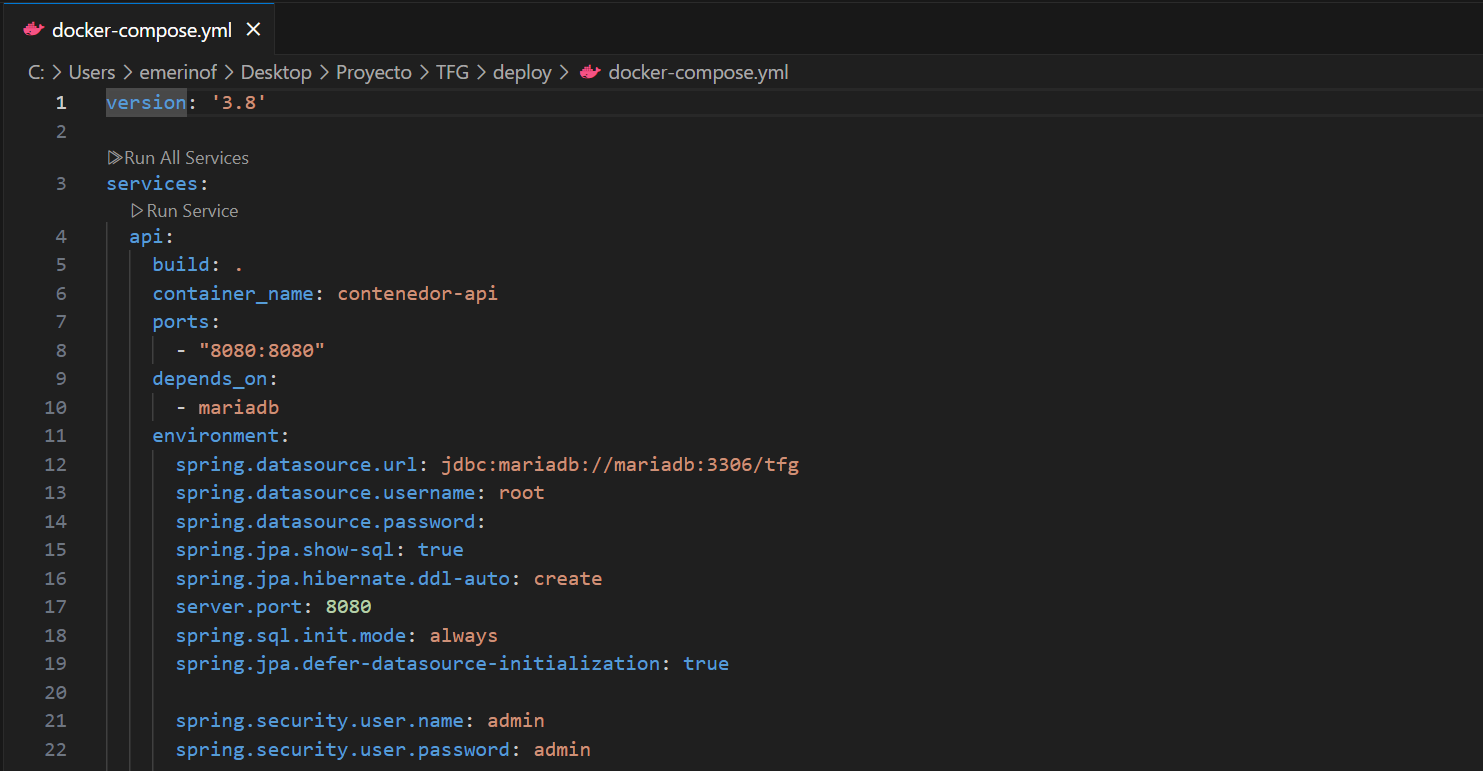 docker-compose.yml
C: > Users > emerinof > Desktop > Proyecto > TFG > deploy > docker-compose.yml
1 version: '3.8'
2
Run All Services
3 services:
Run Service
4 api:
5 build: .
6 container_name: contenedor-api
7 ports:
8 - "8080:8080"
9 depends_on:
10 - mariadb
11 environment:
12 spring.datasource.url: jdbc:mariadb://mariadb:3306/tfg
13 spring.datasource.username: root
14 spring.datasource.password:
15 spring.jpa.show-sql: true
16 spring.jpa.hibernate.ddl-auto: create
17 server.port: 8080
18 spring.sql.init.mode: always
19 spring.jpa.defer-datasource-initialization: true
20
21 spring.security.user.name: admin
22 spring.security.user.password: admin